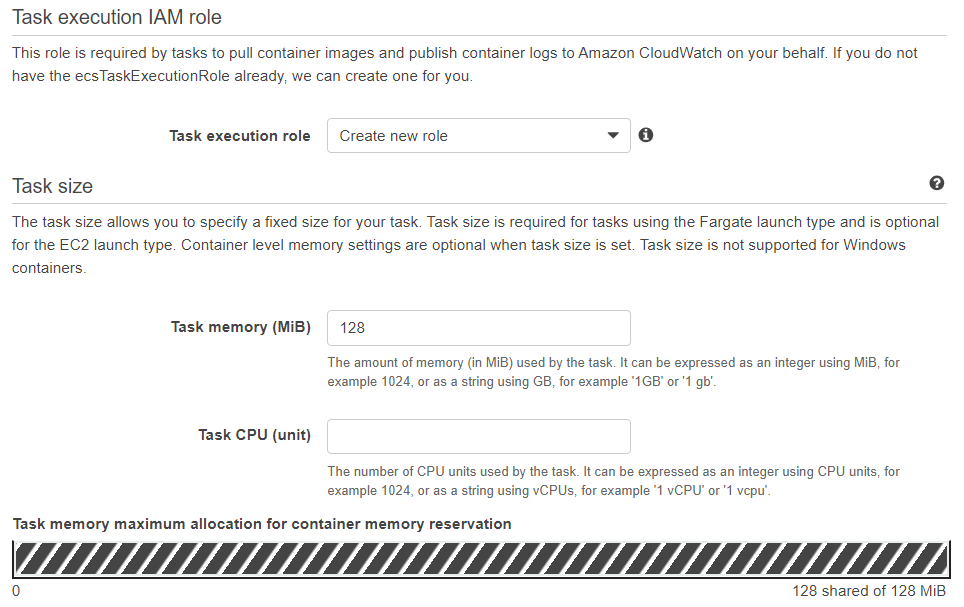 Task execution IAM role
This role is required by tasks to pull container images and publish container logs to Amazon CloudWatch on your behalf. If you do not
have the ecsTaskExecutionRole already, we can create one for you.
Task execution role
Create new role
Task size
The task size allows you to specify a fixed size for your task. Task size is required for tasks using the Fargate launch type and is optional
for the EC2 launch type. Container level memory settings are optional when task size is set. Task size is not supported for Windows
containers.
Task memory (MiB)
128
The amount of memory (in MiB) used by the task. It can be expressed as an integer using MiB, for
example 1024, or as a string using GB, for example '1GB' or '1 gb'.
Task CPU (unit)
The number of CPU units used by the task. It can be expressed as an integer using CPU units, for
example 1024, or as a string using vCPUs, for example '1 vCPU' or '1 vcpu'.
Task memory maximum allocation for container memory reservation
0
128 shared of 128 MiB